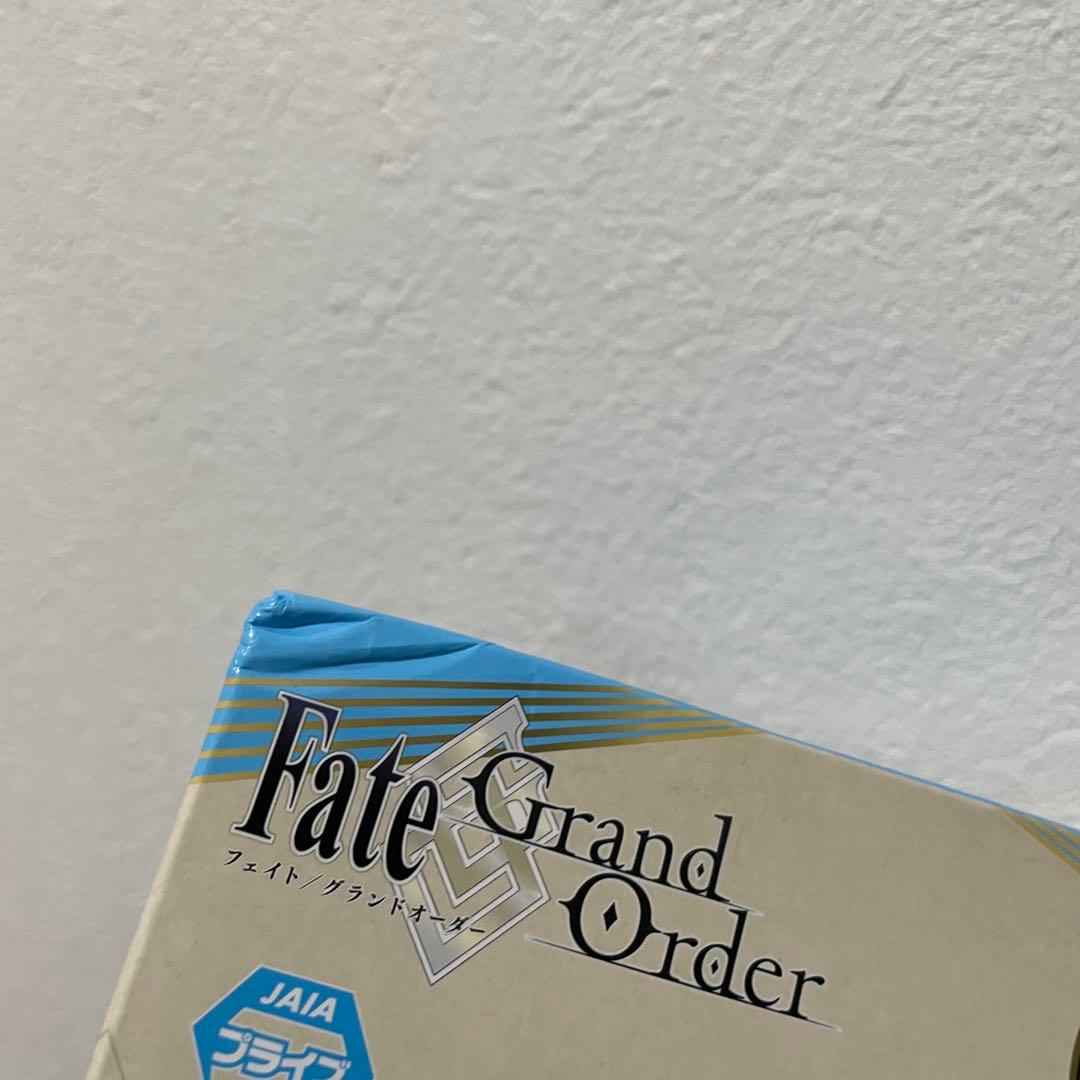 Fate
Grand
Order
フェイト/グランドオーダー
JAIA
プライズ